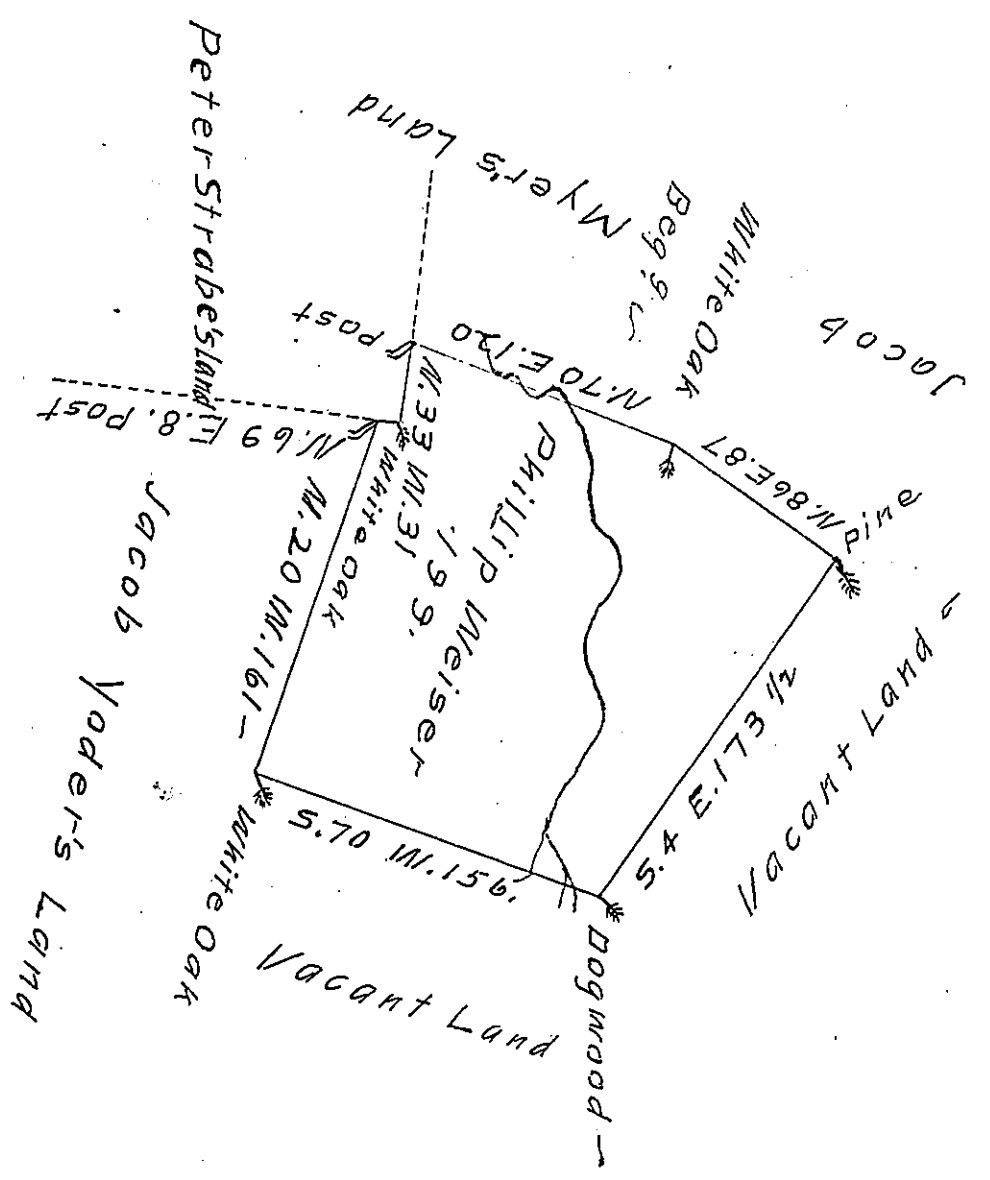 Peter Strabe's land
Jacob
Myer's Land
Beg'g.
White Oak
N.70 E.120
N.86 E.87
Pine
Post
N.33 W.31
White Oak
N.69 E.8. Post
N.20 W.161
Phillip Weiser
199.
S.4 E.173 1/2
Vacant Land
S.70 W.156.
White Oak
Dogwood
Vacant Land
Jacob Yoder's Land